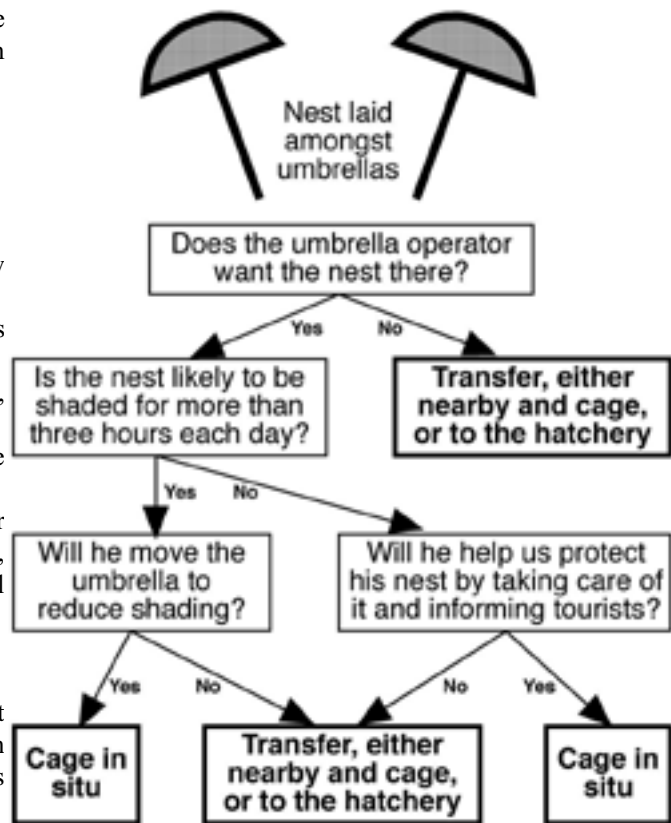 Nest laid
amongst
umbrellas
Does the umbrella operator
want the nest there?
Yes
No
Is the nest likely to be
shaded for more than
three hours each day?
Transfer, either
nearby and cage,
or to the hatchery
Yes
No
Will he move the
umbrella to
reduce shading?
Will he help us protect
his nest by taking care of
it and informing tourists?
Yes
No
No
Yes
Cage in
situ
Transfer, either
nearby and cage,
or to the hatchery
Cage in
situ